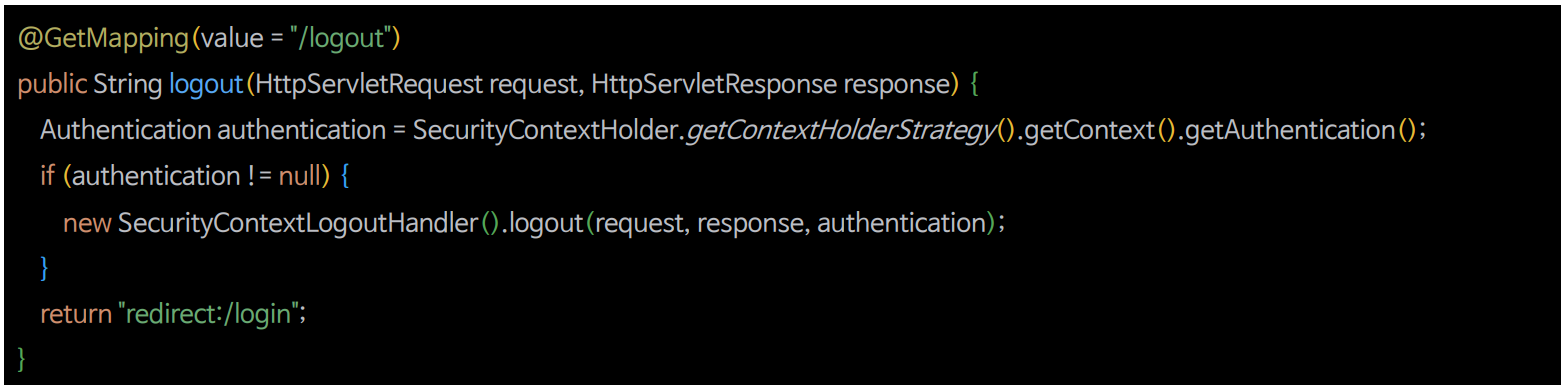 @GetMapping(value = "/logout")
public String logout(HttpServletRequest request, HttpServletResponse response) {
Authentication authentication = SecurityContextHolder.getContextHolderStrategy().getContext().getAuthentication();
if (authentication != null) {
new SecurityContextLogoutHandler().logout(request, response, authentication);
}
return "redirect:/login";
}